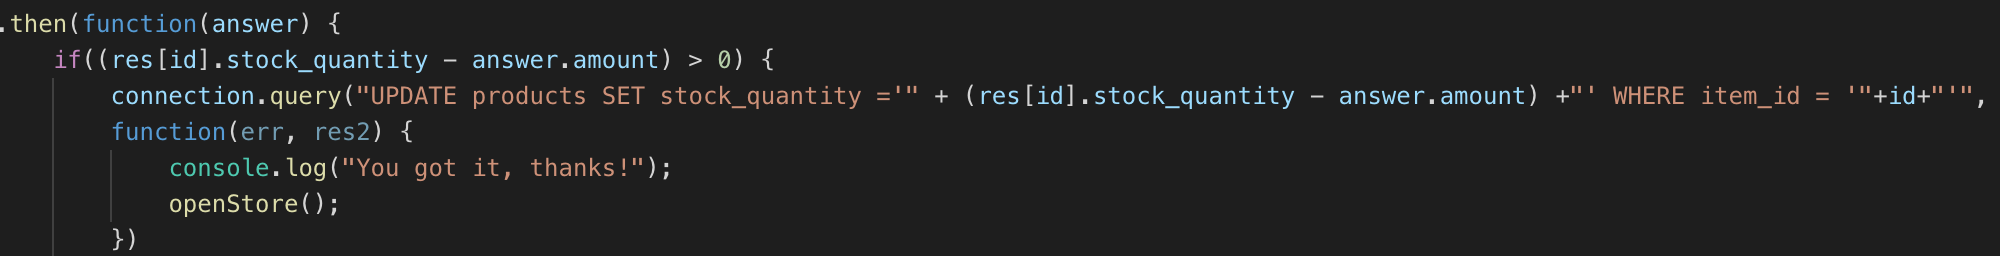 .then(function(answer) {
if((res[id].stock_quantity - answer.amount) > 0) {
connection.query("UPDATE products SET stock_quantity ='" + (res[id].stock_quantity - answer.amount) +"' WHERE item_id = '"+id+"'",
function(err, res2) {
console.log("You got it, thanks!");
openStore();
})